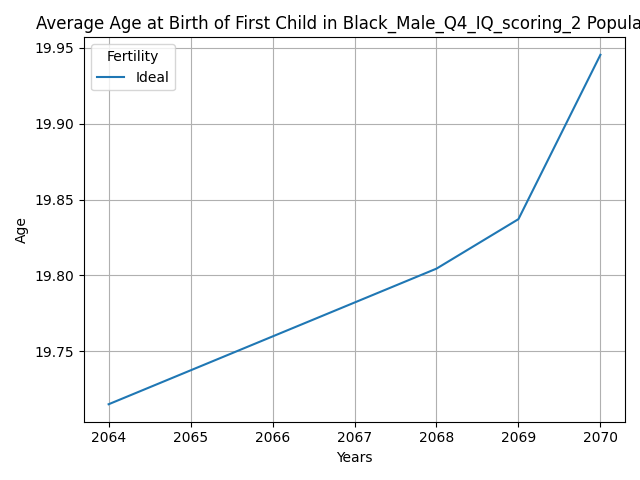 Average Age at Birth of First Child in Black_Male_Q4_IQ_scoring_2 Popula
Fertility
Ideal
19.95
19.90
19.85
19.80
19.75
Age
2064 2065 2066 2067 2068 2069 2070
Years